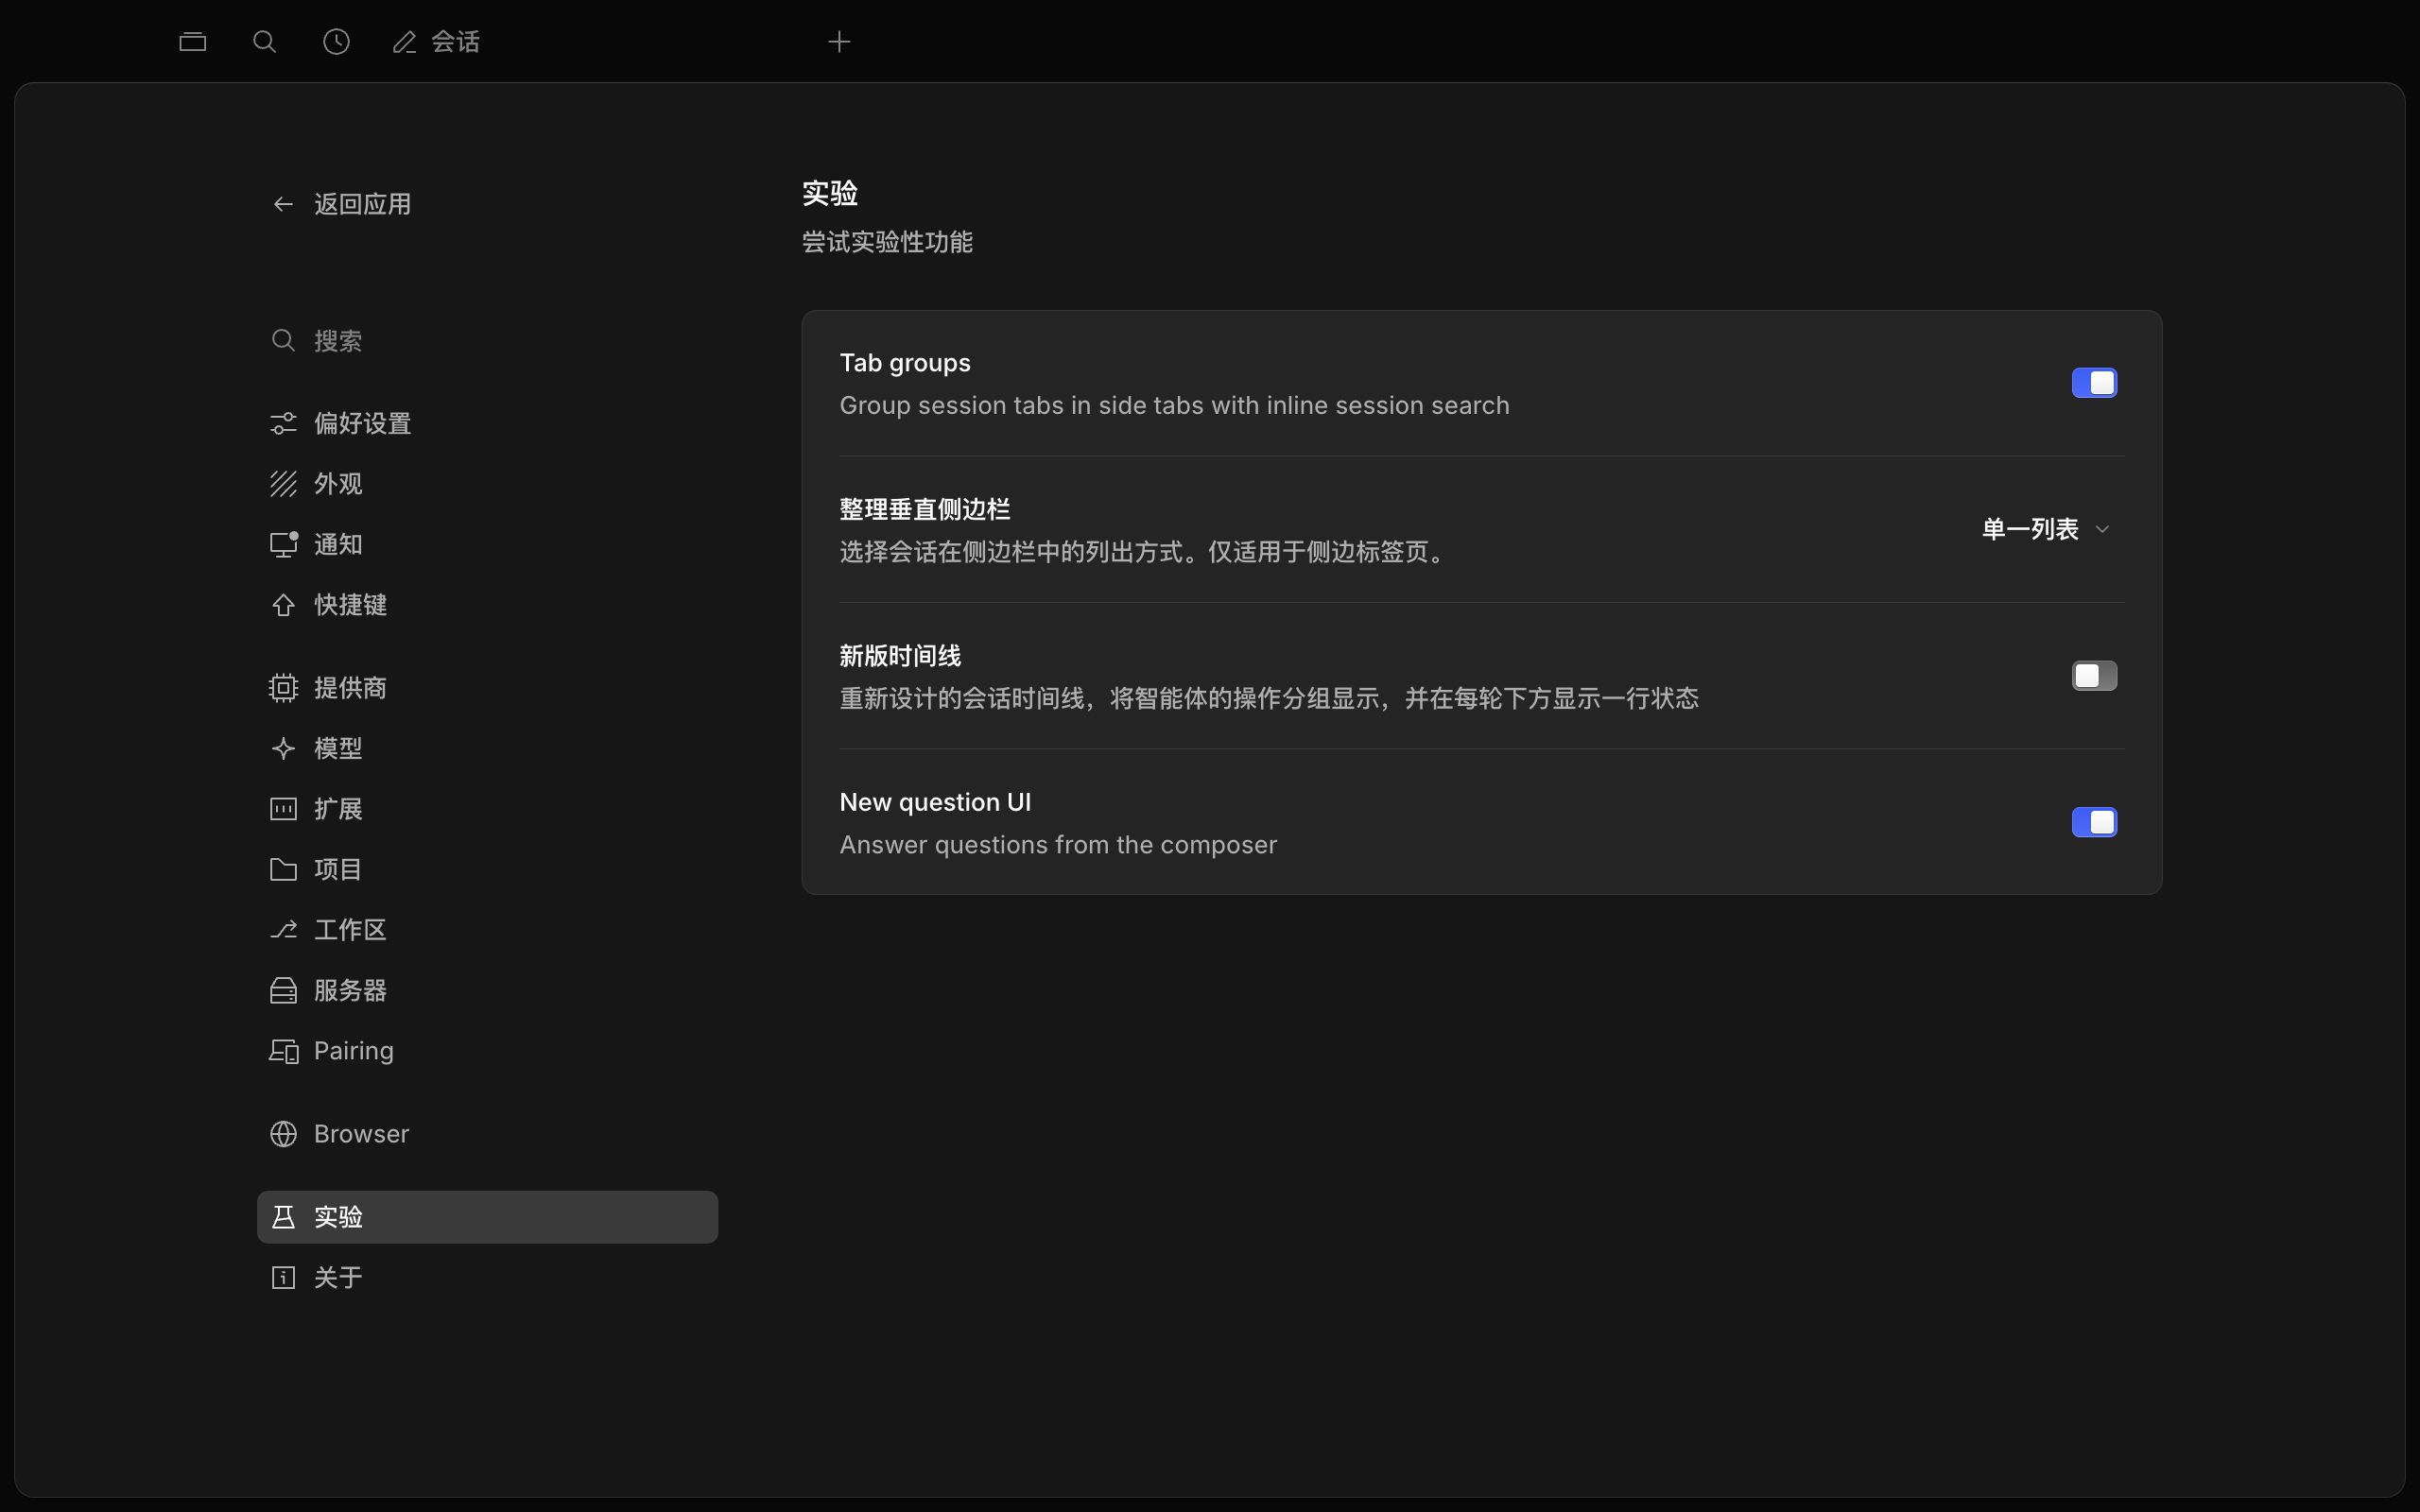 会话
返回应用
搜索
偏好设置
外观
通知
快捷键
提供商
模型
扩展
项目
工作区
服务器
Pairing
Browser
实验
关于
实验
尝试实验性功能
Tab groups
Group session tabs in side tabs with inline session search
整理垂直侧边栏
选择会话在侧边栏中的列出方式。仅适用于侧边标签页。
单一列表
新版时间线
重新设计的会话时间线，将智能体的操作分组显示，并在每轮下方显示一行状态
New question UI
Answer questions from the composer